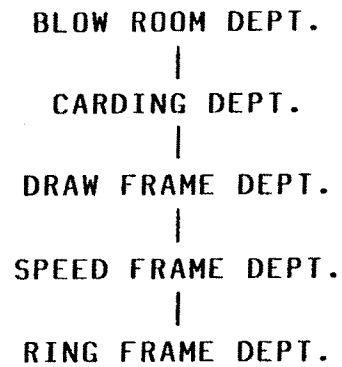 BLOW ROOM DEPT.
CARDING DEPT.
DRAW FRAME DEPT.
SPEED FRAME DEPT.
RING FRAME DEPT.